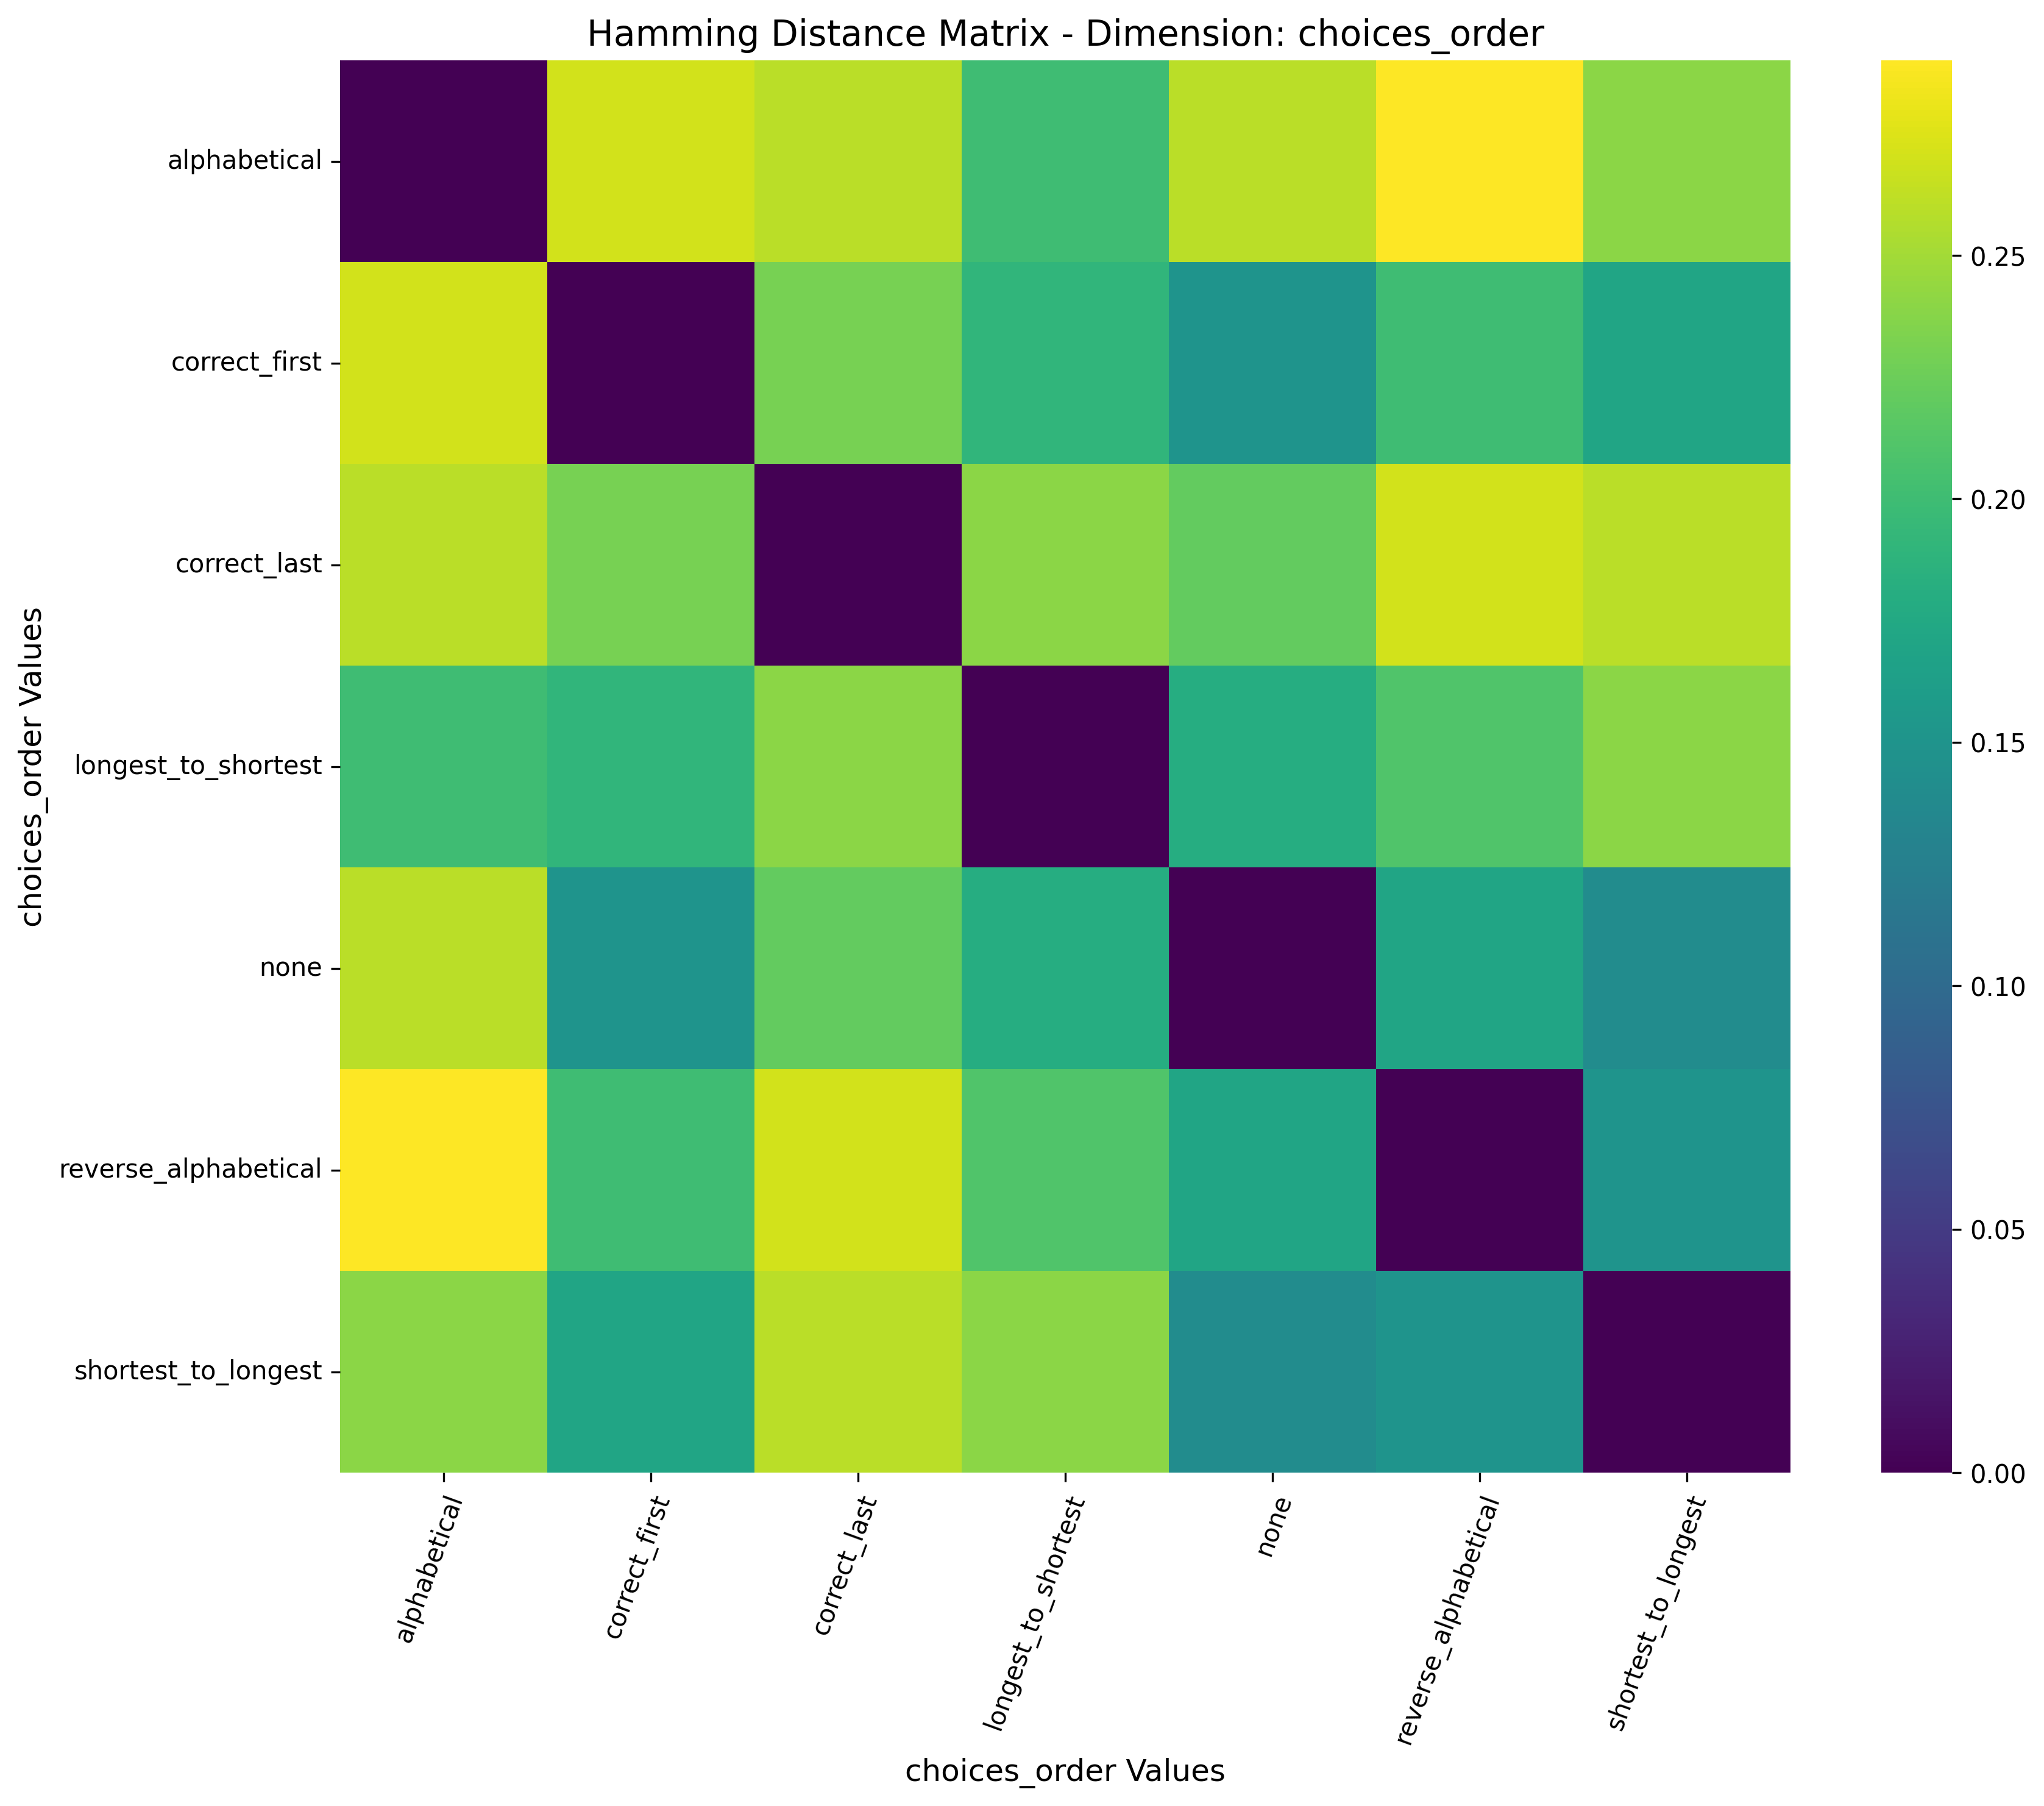 Hamming Distance Matrix - Dimension: choices_order
choices_order Values
alphabetical
correct_first
correct_last
longest_to_shortest
none
reverse_alphabetical
shortest_to_longest
alphabetical
correct_first
correct_last
longest_to_shortest
none
reverse_alphabetical
shortest_to_longest
choices_order Values
0.25
0.20
0.15
0.10
0.05
0.00